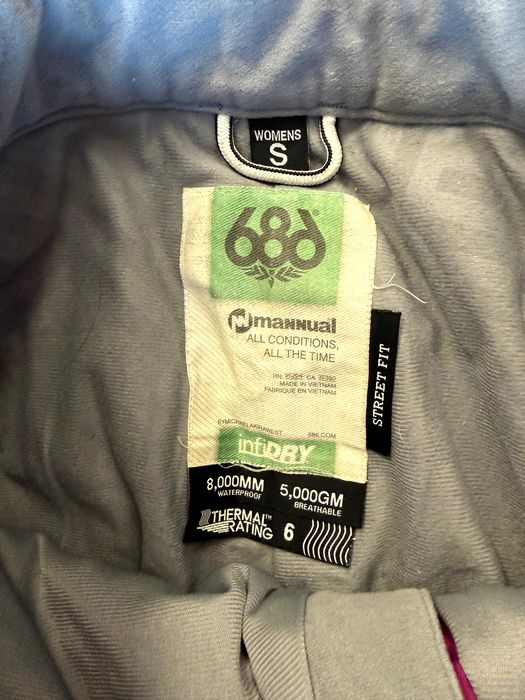 WOMENS
S
686®
mannual
ALL CONDITIONS,
ALL THE TIME
MADE IN VIETNAM
FABRIQUE EN VIETNAM
686.COM
infiDRY
8,000MM 5,000GM
WATERPROOF BREATHABLE
THERMAL™
RATING 6
STREET FIT